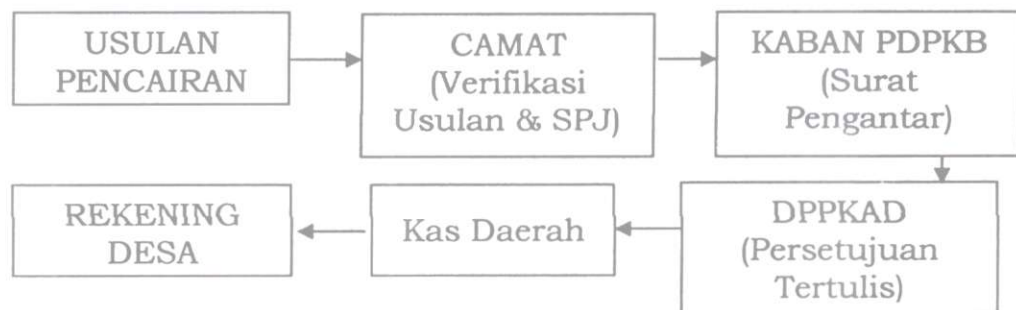 USULAN
PENCAIRAN
CAMAT
(Verifikasi
Usulan & SPJ)
KABAN PDPKB
(Surat
Pengantar)
DPPKAD
(Persetujuan
Tertulis)
Kas Daerah
REKENING
DESA